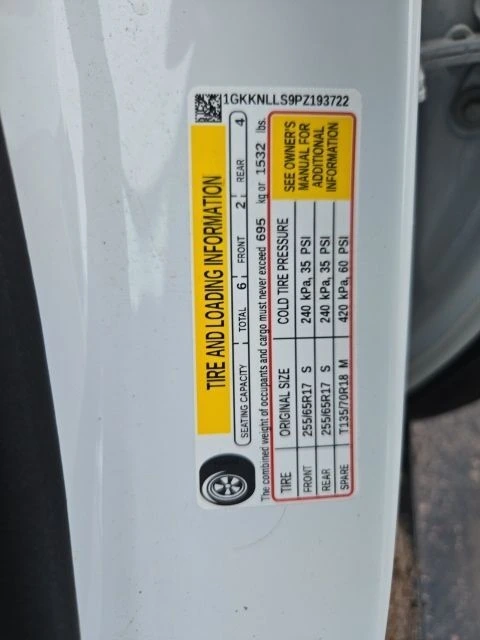 1GKKNLLS9PZ193722
TIRE AND LOADING INFORMATION
SEATING CAPACITY TOTAL 6 FRONT 2 REAR 4
The combined weight of occupants and cargo must never exceed 695 kg or 1532 lbs.
TIRE ORIGINAL SIZE COLD TIRE PRESSURE
FRONT 255/65R17 S 240 kPa, 35 PSI
REAR 255/65R17 S 240 kPa, 35 PSI
SPARE T135/70R18 M 420 kPa, 60 PSI
SEE OWNER'S
MANUAL FOR
ADDITIONAL
INFORMATION